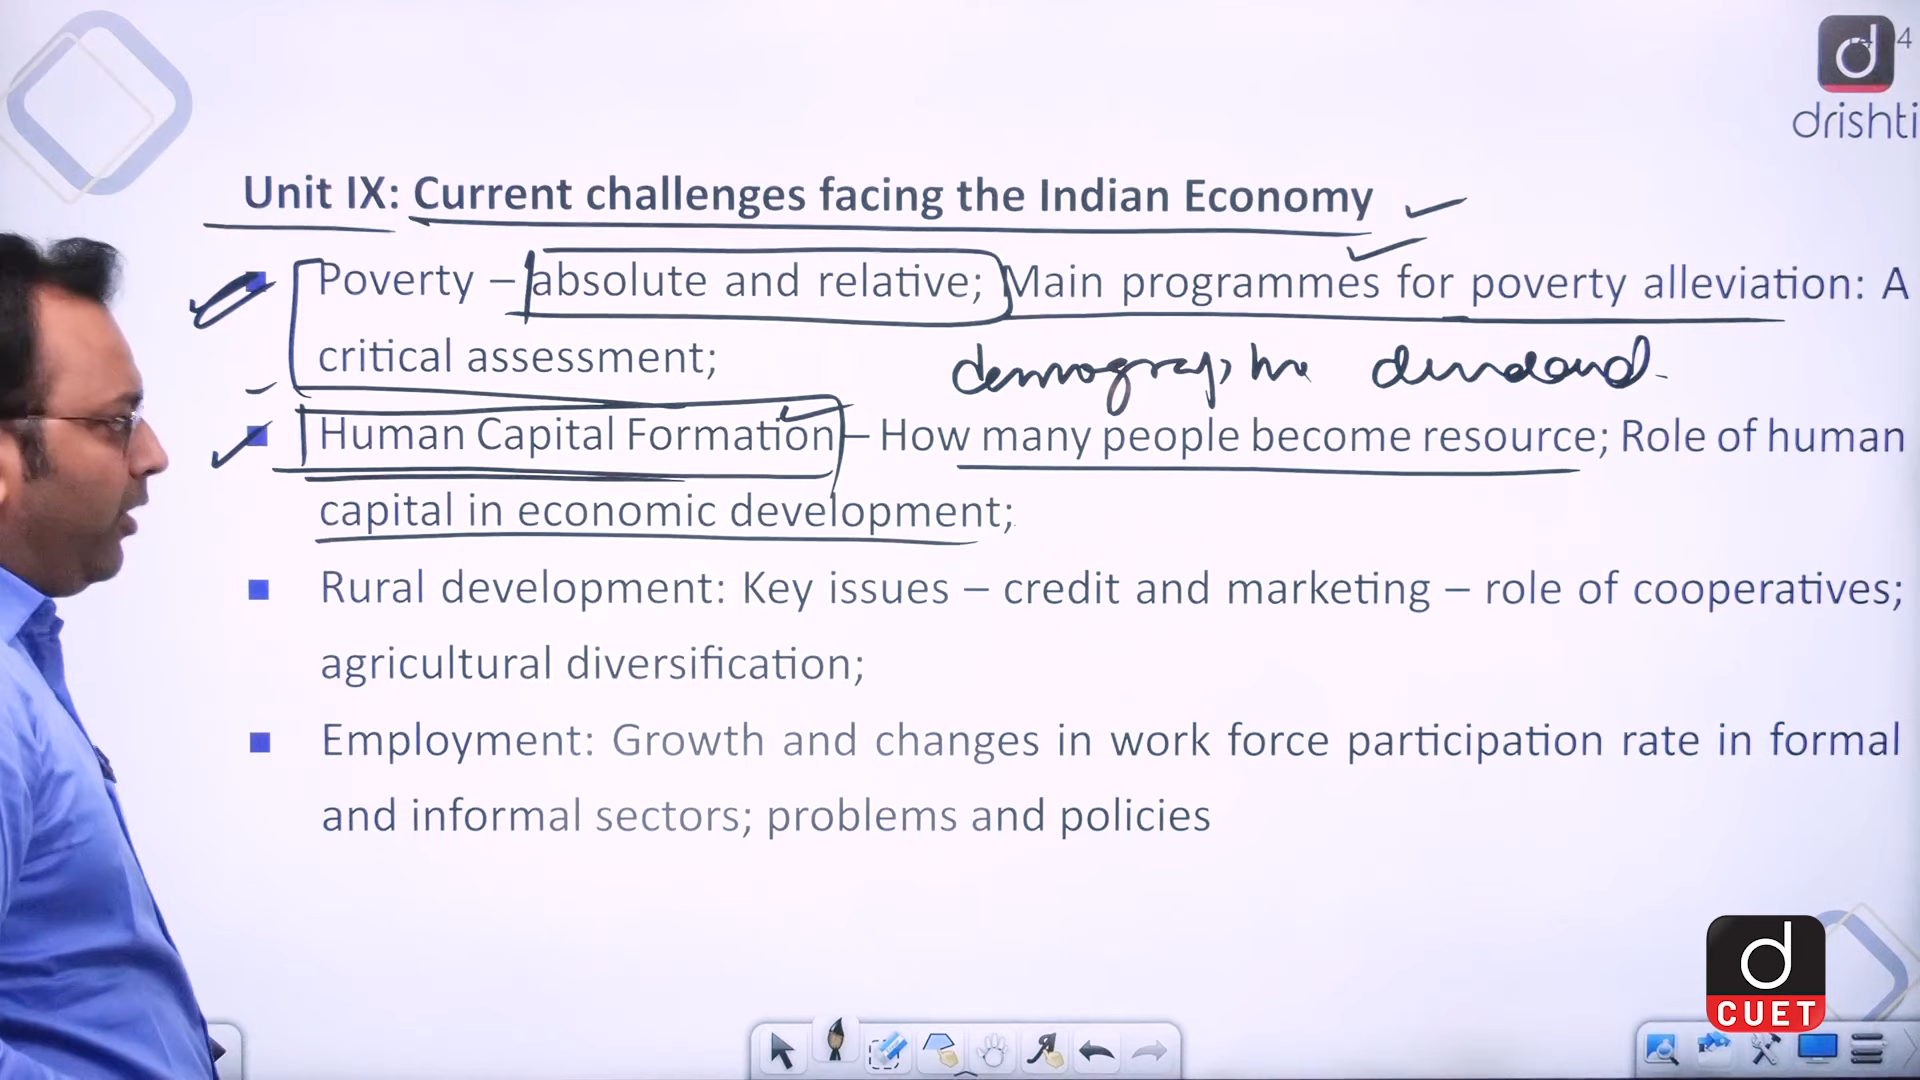 4
drishti
Unit IX: Current challenges facing the Indian Economy
Poverty – absolute and relative; Main programmes for poverty alleviation: A
critical assessment;
demographic dividend
Human Capital Formation – How many people become resource; Role of human
capital in economic development;
Rural development: Key issues – credit and marketing – role of cooperatives;
agricultural diversification;
Employment: Growth and changes in work force participation rate in formal
and informal sectors; problems and policies
d
CUET